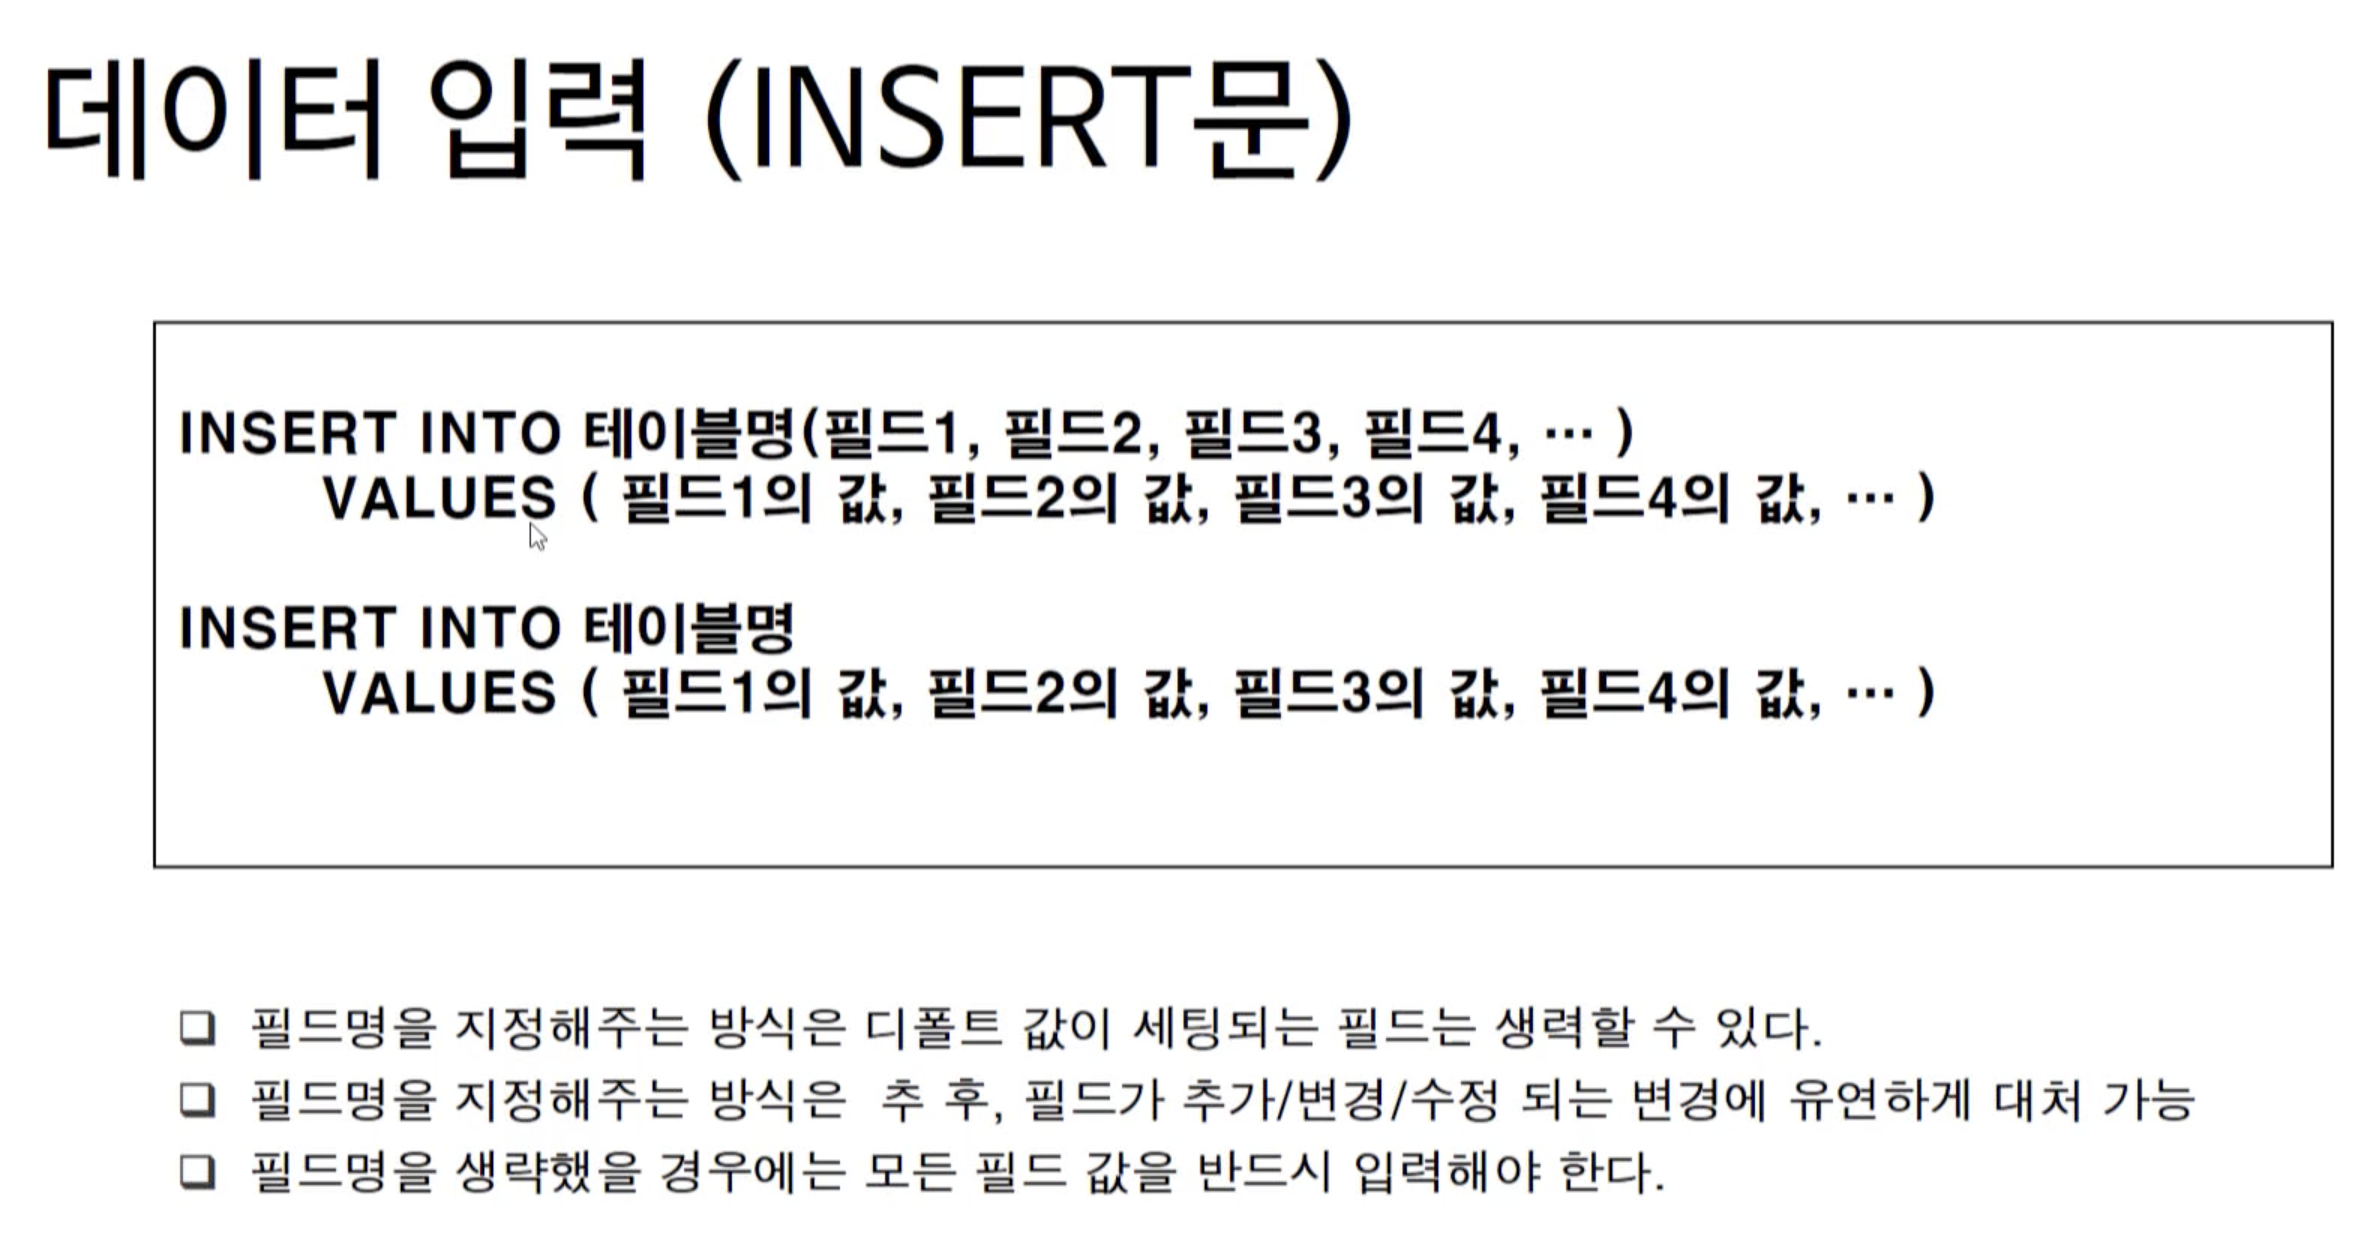 데이터 입력 (INSERT문)
INSERT INTO 테이블명(필드1, 필드2, 필드3, 필드4, … )
VALUES ( 필드1의 값, 필드2의 값, 필드3의 값, 필드4의 값, … )
INSERT INTO 테이블명
VALUES ( 필드1의 값, 필드2의 값, 필드3의 값, 필드4의 값, … )
❏ 필드명을 지정해주는 방식은 디폴트 값이 세팅되는 필드는 생력할 수 있다.
❏ 필드명을 지정해주는 방식은 추 후, 필드가 추가/변경/수정 되는 변경에 유연하게 대처 가능
❏ 필드명을 생략했을 경우에는 모든 필드 값을 반드시 입력해야 한다.